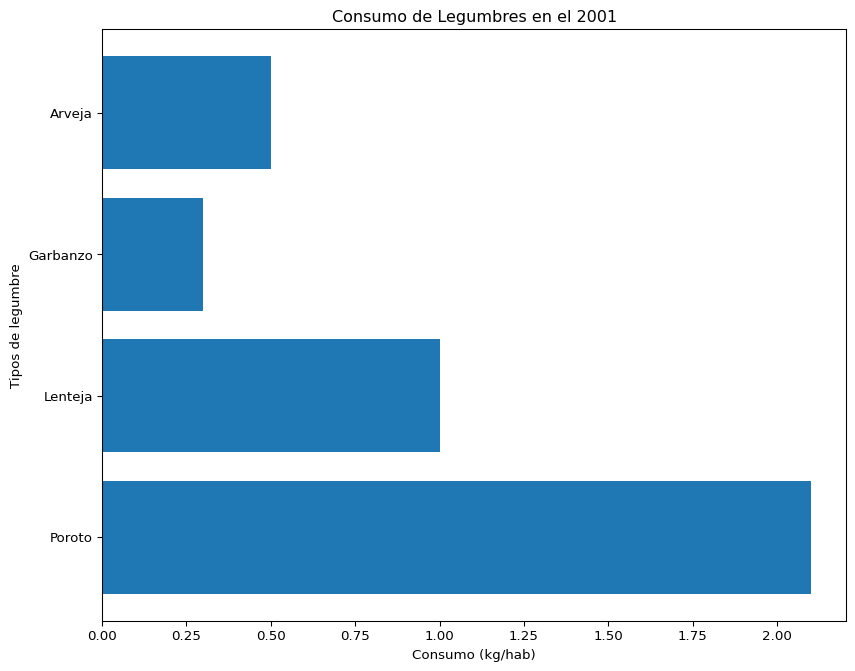 Consumo de Legumbres en el 2001
Tipos de legumbre
Arveja
Garbanzo
Lenteja
Poroto
0.00 0.25 0.50 0.75 1.00 1.25 1.50 1.75 2.00
Consumo (kg/hab)